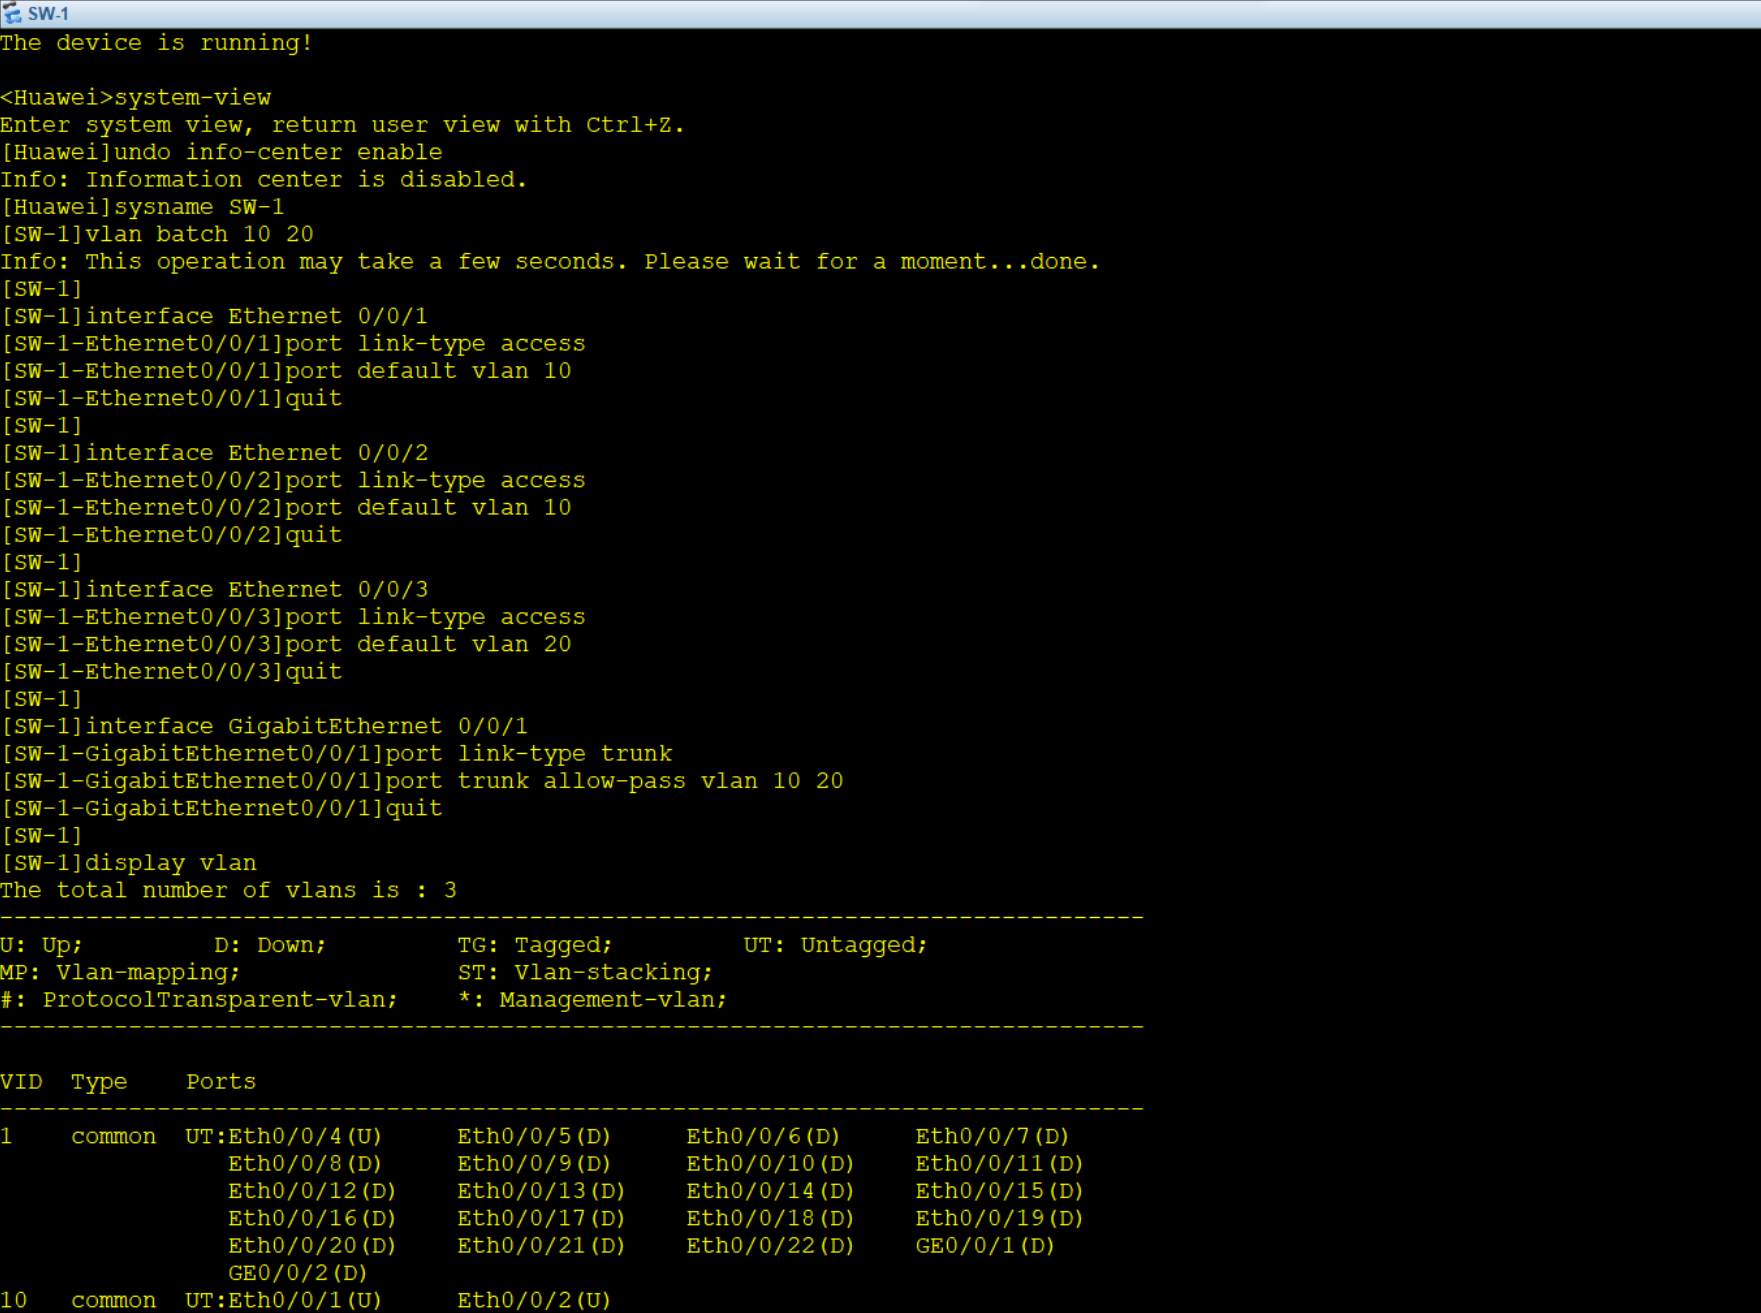 SW-1
The device is running!
<Huawei>system-view
Enter system view, return user view with Ctrl+Z.
[Huawei]undo info-center enable
Info: Information center is disabled.
[Huawei]sysname SW-1
[SW-1]vlan batch 10 20
Info: This operation may take a few seconds. Please wait for a moment...done.
[SW-1]
[SW-1]interface Ethernet 0/0/1
[SW-1-Ethernet0/0/1]port link-type access
[SW-1-Ethernet0/0/1]port default vlan 10
[SW-1-Ethernet0/0/1]quit
[SW-1]
[SW-1]interface Ethernet 0/0/2
[SW-1-Ethernet0/0/2]port link-type access
[SW-1-Ethernet0/0/2]port default vlan 10
[SW-1-Ethernet0/0/2]quit
[SW-1]
[SW-1]interface Ethernet 0/0/3
[SW-1-Ethernet0/0/3]port link-type access
[SW-1-Ethernet0/0/3]port default vlan 20
[SW-1-Ethernet0/0/3]quit
[SW-1]
[SW-1]interface GigabitEthernet 0/0/1
[SW-1-GigabitEthernet0/0/1]port link-type trunk
[SW-1-GigabitEthernet0/0/1]port trunk allow-pass vlan 10 20
[SW-1-GigabitEthernet0/0/1]quit
[SW-1]
[SW-1]display vlan
The total number of vlans is : 3
--------------------------------------------------------------------------------
U: Up;         D: Down;         TG: Tagged;         UT: Untagged;
MP: Vlan-mapping;               ST: Vlan-stacking;
#: ProtocolTransparent-vlan;    *: Management-vlan;
--------------------------------------------------------------------------------
VID  Type    Ports
--------------------------------------------------------------------------------
1    common  UT:Eth0/0/4(U)     Eth0/0/5(D)     Eth0/0/6(D)     Eth0/0/7(D)
                Eth0/0/8(D)     Eth0/0/9(D)     Eth0/0/10(D)    Eth0/0/11(D)
                Eth0/0/12(D)    Eth0/0/13(D)    Eth0/0/14(D)    Eth0/0/15(D)
                Eth0/0/16(D)    Eth0/0/17(D)    Eth0/0/18(D)    Eth0/0/19(D)
                Eth0/0/20(D)    Eth0/0/21(D)    Eth0/0/22(D)    GE0/0/1(D)
                GE0/0/2(D)
10   common  UT:Eth0/0/1(U)     Eth0/0/2(U)